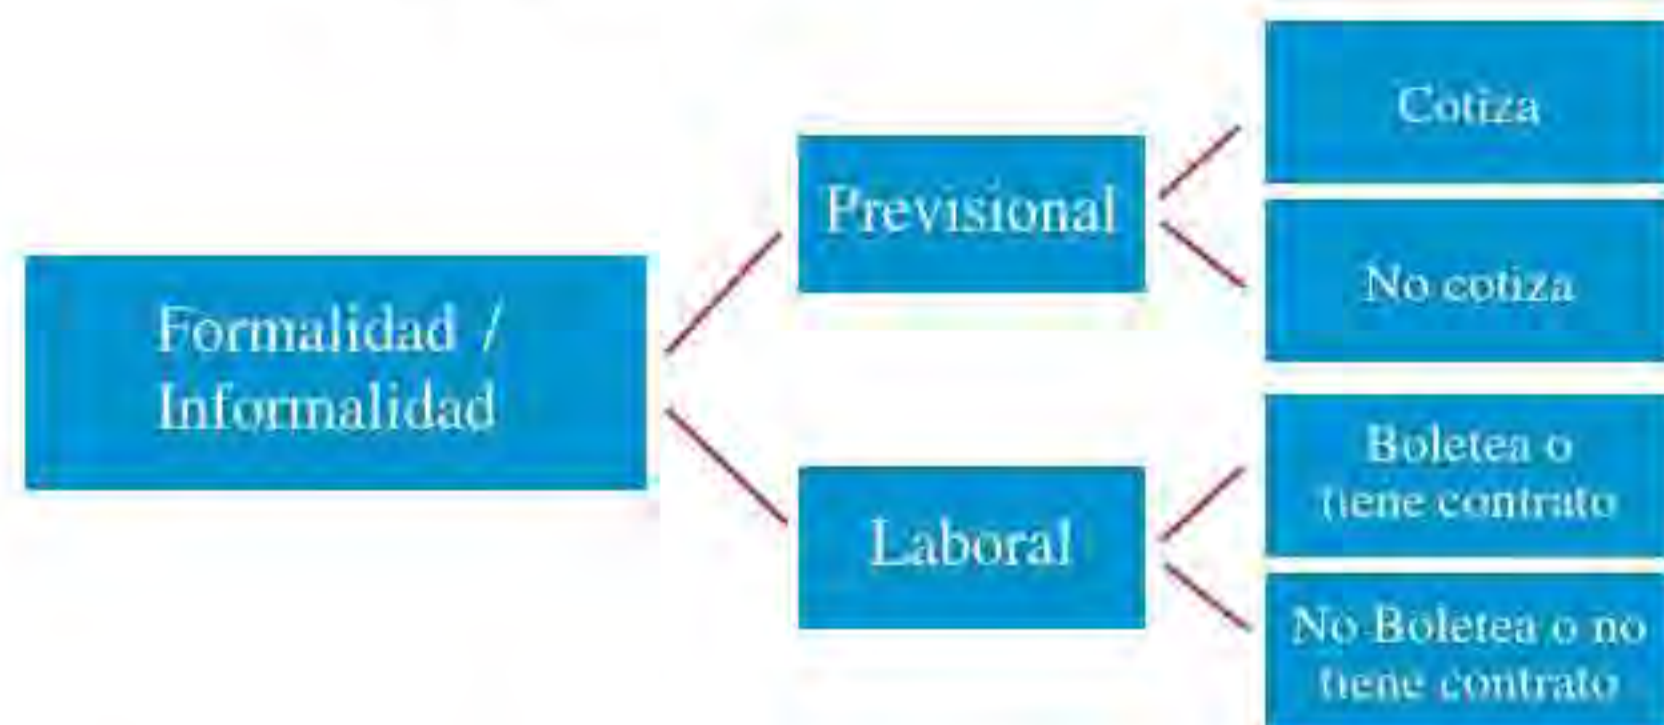 Formalidad /
Informalidad
Previsional
Cotiza
No cotiza
Laboral
Boletea o
tiene contrato
No Boletea o no
tiene contrato